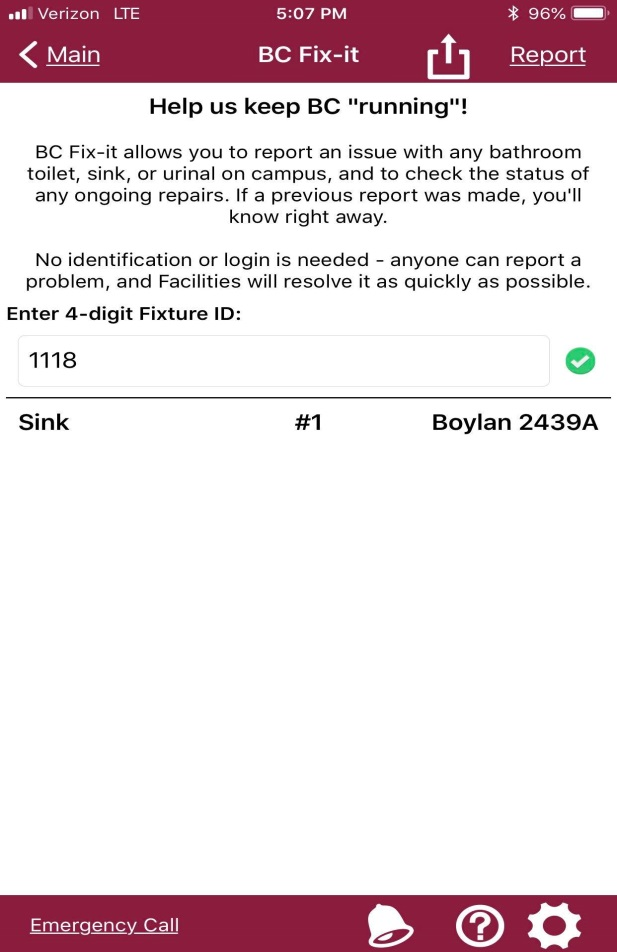 Verizon LTE 5:07 PM 96%
Main BC Fix-it Report
Help us keep BC "running"!
BC Fix-it allows you to report an issue with any bathroom
toilet, sink, or urinal on campus, and to check the status of
any ongoing repairs. If a previous report was made, you'll
know right away.
No identification or login is needed - anyone can report a
problem, and Facilities will resolve it as quickly as possible.
Enter 4-digit Fixture ID:
1118
Sink #1 Boylan 2439A
Emergency Call